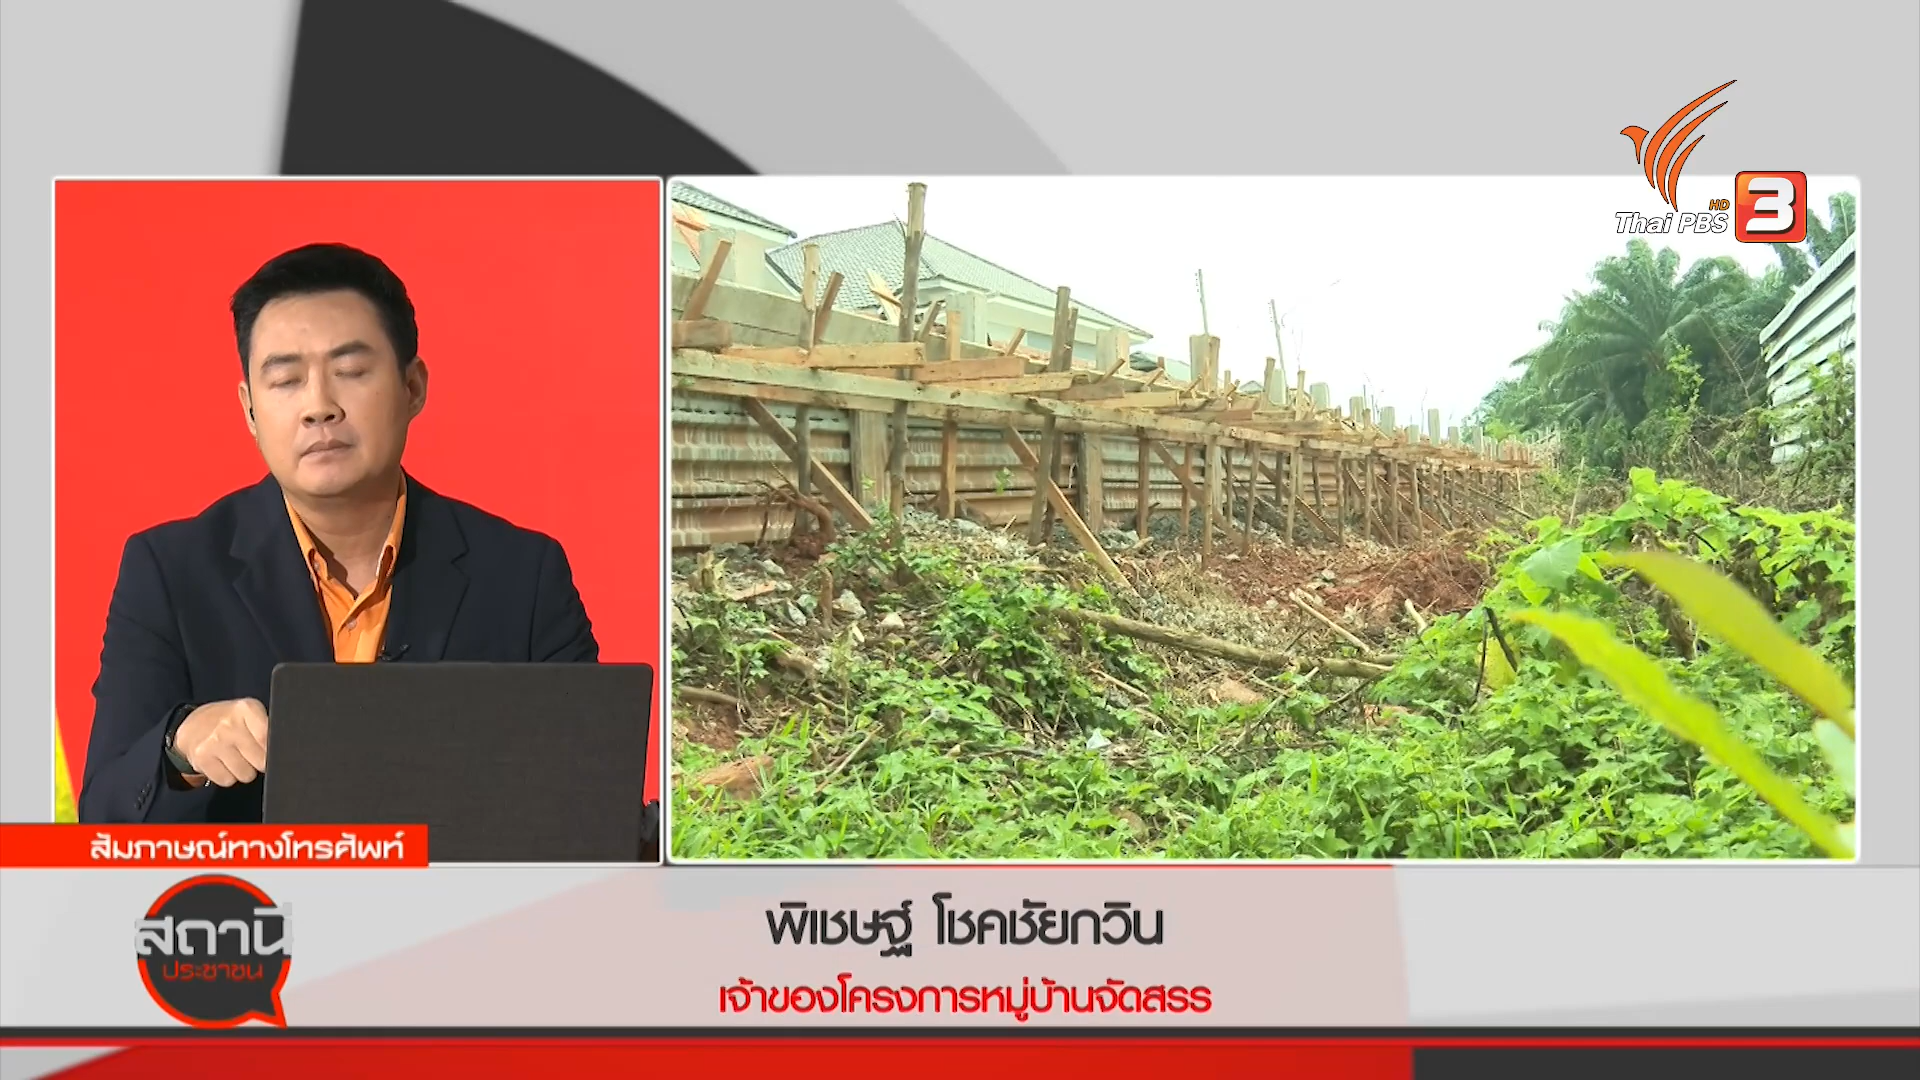 HD
Thai PBS 3
สัมภาษณ์ทางโทรศัพท์
สถานี
ประชาชน
พิเชษฐ์ โชคชัยกวิน
เจ้าของโครงการหมู่บ้านจัดสรร